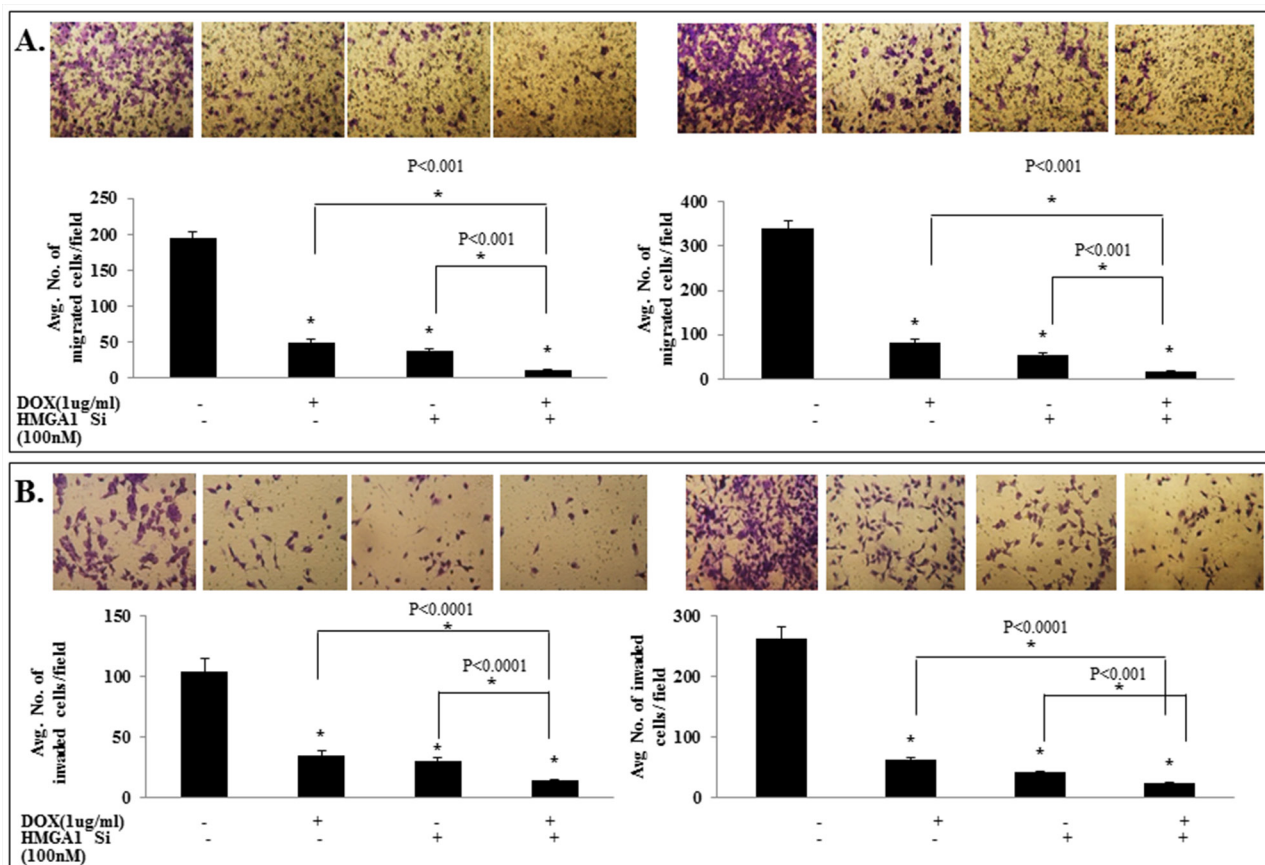 A.
P<0.001
*
P<0.001
*
Avg. No. of
migrated cells/field
250
200
150
100
50
0
* * *
DOX(1ug/ml) - + - +
HMGA1 Si - - + +
(100nM)
P<0.001
*
P<0.001
*
Avg. No. of
migrated cells/field
400
300
200
100
0
* * *
- + - +
- - + +
B.
P<0.0001
*
P<0.0001
*
Avg. No. of
invaded cells/field
150
100
50
0
* * *
DOX(1ug/ml) - + - +
HMGA1 Si - - + +
(100nM)
P<0.0001
*
P<0.001
*
Avg No. of invaded
cells/field
300
200
100
0
* * *
- + - +
- - + +